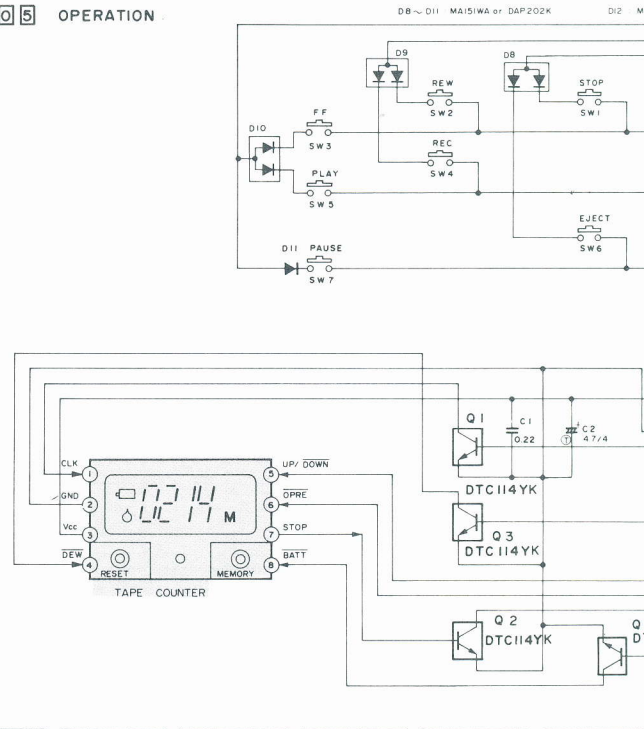 05 OPERATION
D8~D11 MA151WA or DAP202K D12 M
D9
D8
REW
SW2
STOP
SW1
FF
SW3
D10
REC
SW4
PLAY
SW5
EJECT
SW6
D11 PAUSE
SW7
Q1
DTC114YK
C1
0.22
C2
4.7/4
T
Q3
DTC114YK
CLK
1
GND
2
Vcc
3
DEW
4
UP/DOWN
5
OPRE
6
STOP
7
BATT
8
M
RESET
MEMORY
TAPE COUNTER
Q2
DTC114YK
Q
D